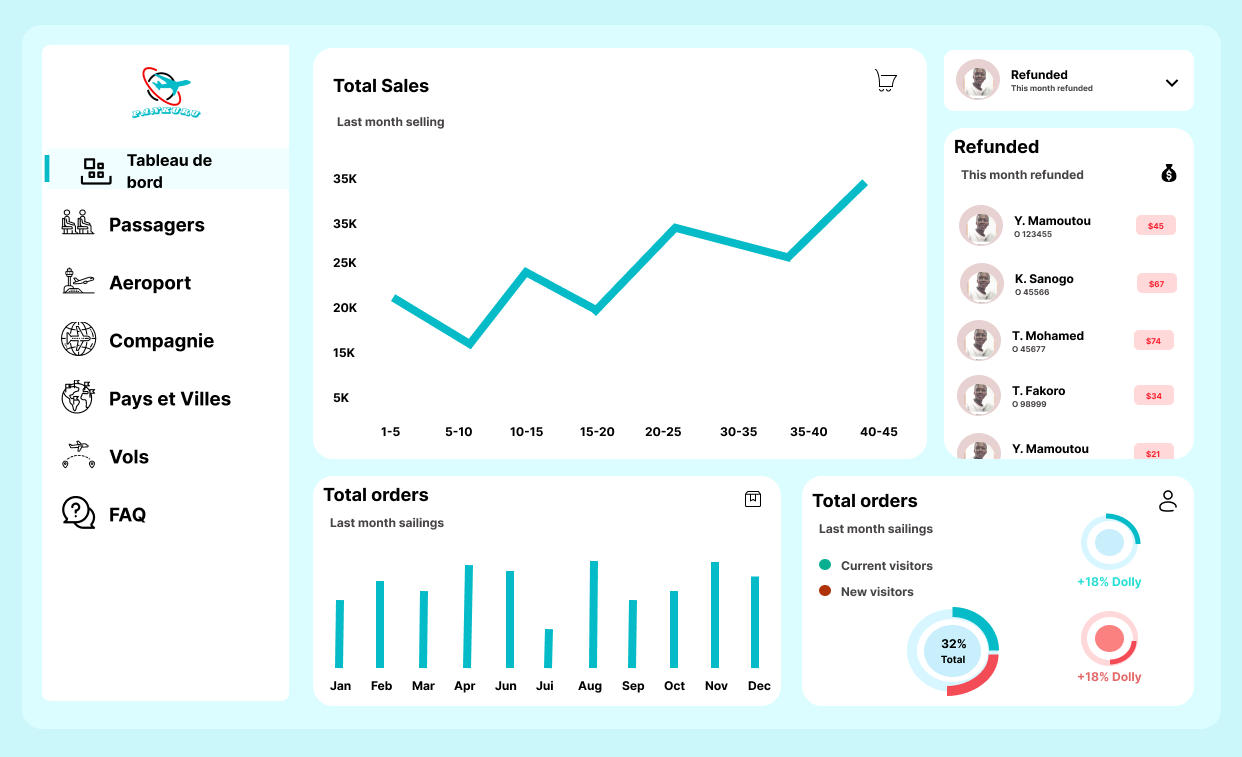 PANKURU
Tableau de
bord
Passagers
Aeroport
Compagnie
Pays et Villes
Vols
FAQ
Total Sales
Last month selling
35K
35K
25K
20K
15K
5K
1-5 5-10 10-15 15-20 20-25 30-35 35-40 40-45
Refunded
This month refunded
Refunded
This month refunded
Y. Mamoutou $45
O 123455
K. Sanogo $67
O 45566
T. Mohamed $74
O 45677
T. Fakoro $34
O 98999
Y. Mamoutou $21
Total orders
Last month sailings
Jan Feb Mar Apr Jun Jui Aug Sep Oct Nov Dec
Total orders
Last month sailings
Current visitors
New visitors
32%
Total
+18% Dolly
+18% Dolly